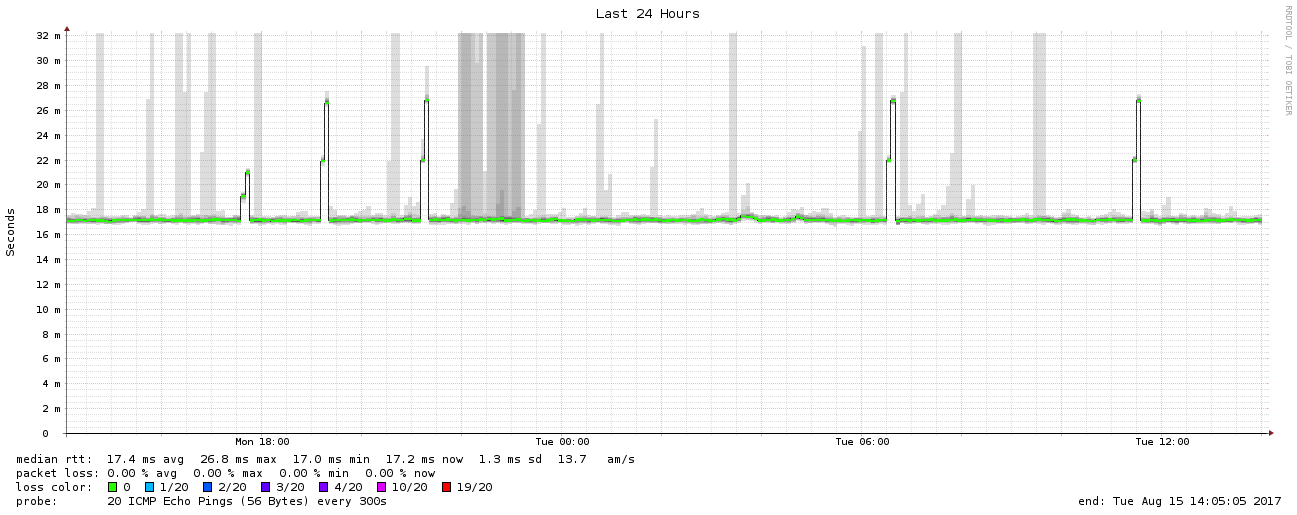 Last 24 Hours
RRDTOOL / TOBI OETIKER
32 m
30 m
28 m
26 m
24 m
22 m
20 m
18 m
16 m
14 m
12 m
10 m
8 m
6 m
4 m
2 m
0
Seconds
Mon 18:00 Tue 00:00 Tue 06:00 Tue 12:00
median rtt: 17.4 ms avg 26.8 ms max 17.0 ms min 17.2 ms now 1.3 ms sd 13.7 am/s
packet loss: 0.00 % avg 0.00 % max 0.00 % min 0.00 % now
loss color: 0 1/20 2/20 3/20 4/20 10/20 19/20
probe: 20 ICMP Echo Pings (56 Bytes) every 300s end: Tue Aug 15 14:05:05 2017